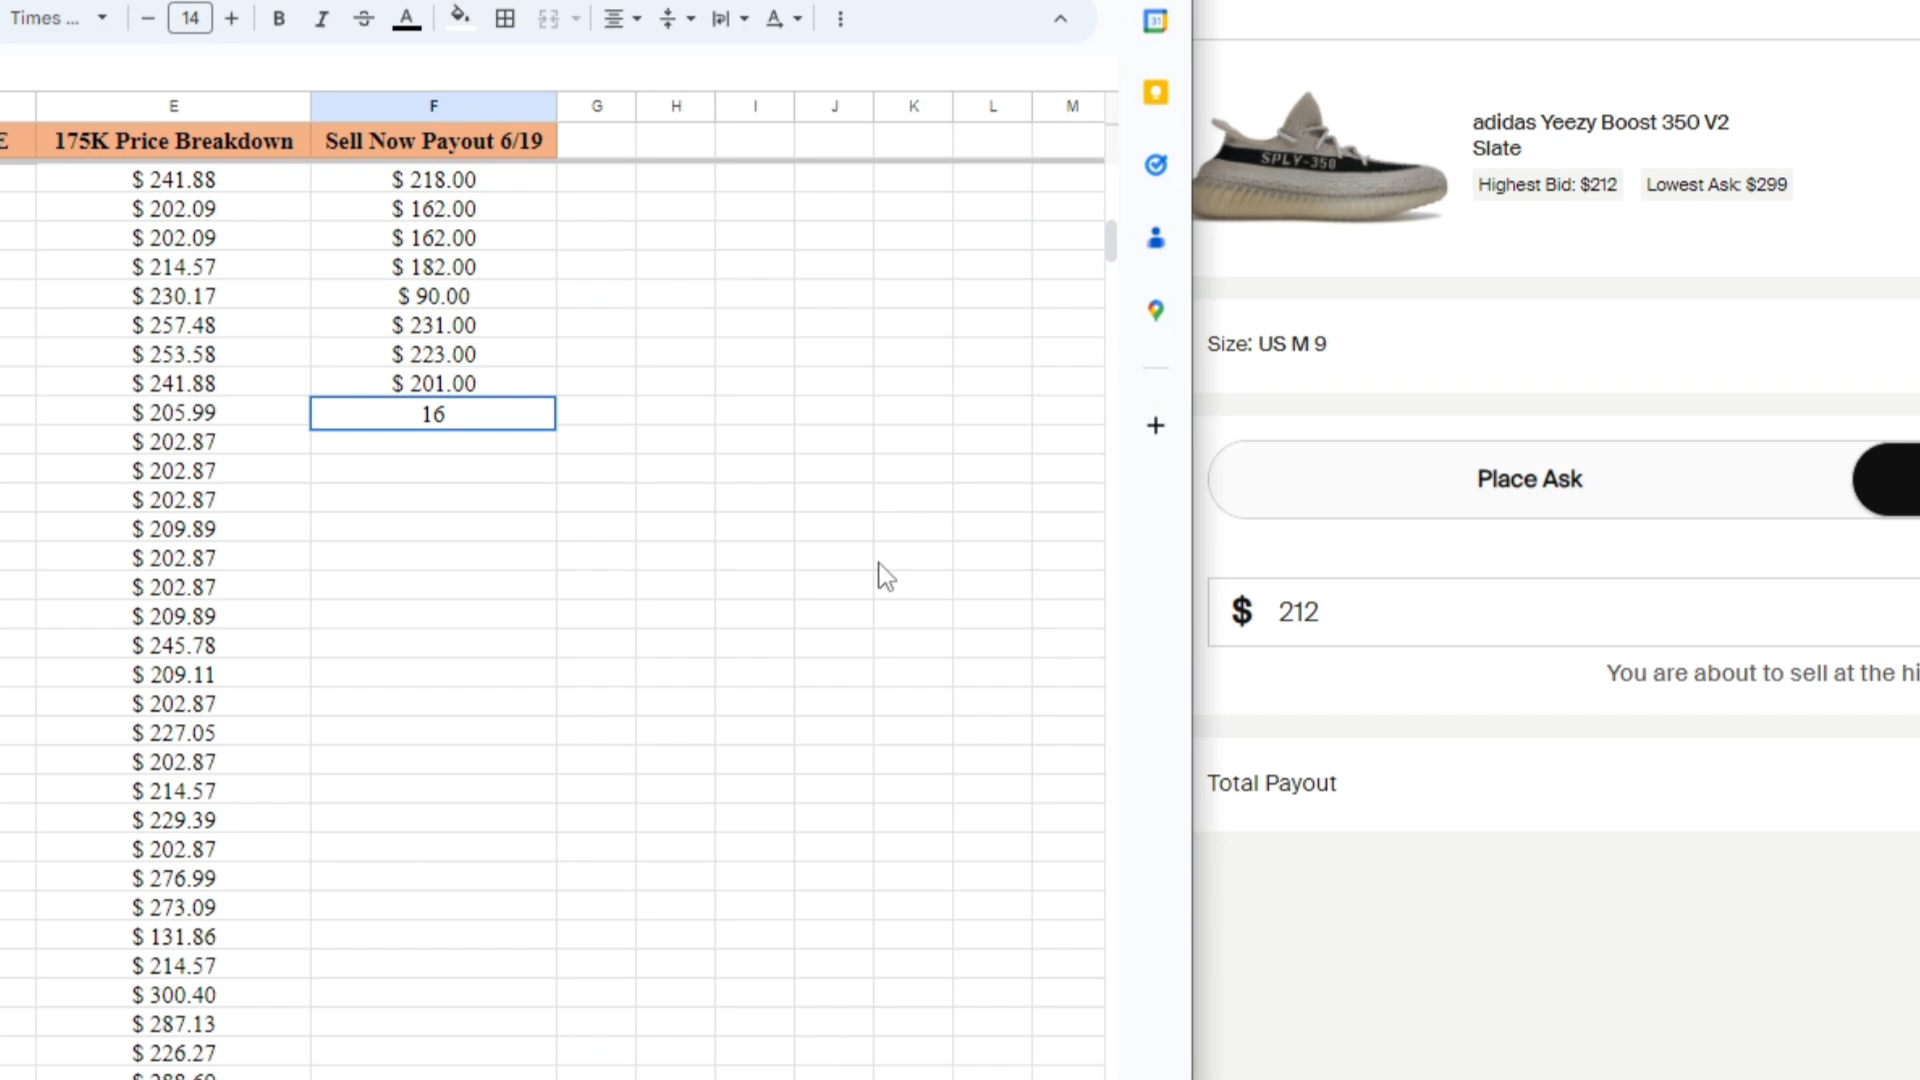 Times ...
14
B I A A
31
E F G H I J K L M
E 175K Price Breakdown Sell Now Payout 6/19
$ 241.88 $ 218.00
$ 202.09 $ 162.00
$ 202.09 $ 162.00
$ 214.57 $ 182.00
$ 230.17 $ 90.00
$ 257.48 $ 231.00
$ 253.58 $ 223.00
$ 241.88 $ 201.00
$ 205.99 16
$ 202.87
$ 202.87
$ 202.87
$ 209.89
$ 202.87
$ 202.87
$ 209.89
$ 245.78
$ 209.11
$ 202.87
$ 227.05
$ 202.87
$ 214.57
$ 229.39
$ 202.87
$ 276.99
$ 273.09
$ 131.86
$ 214.57
$ 300.40
$ 287.13
$ 226.27
SPLY-350
adidas Yeezy Boost 350 V2
Slate
Highest Bid: $212 Lowest Ask: $299
Size: US M 9
Place Ask
$ 212
You are about to sell at the hi
Total Payout